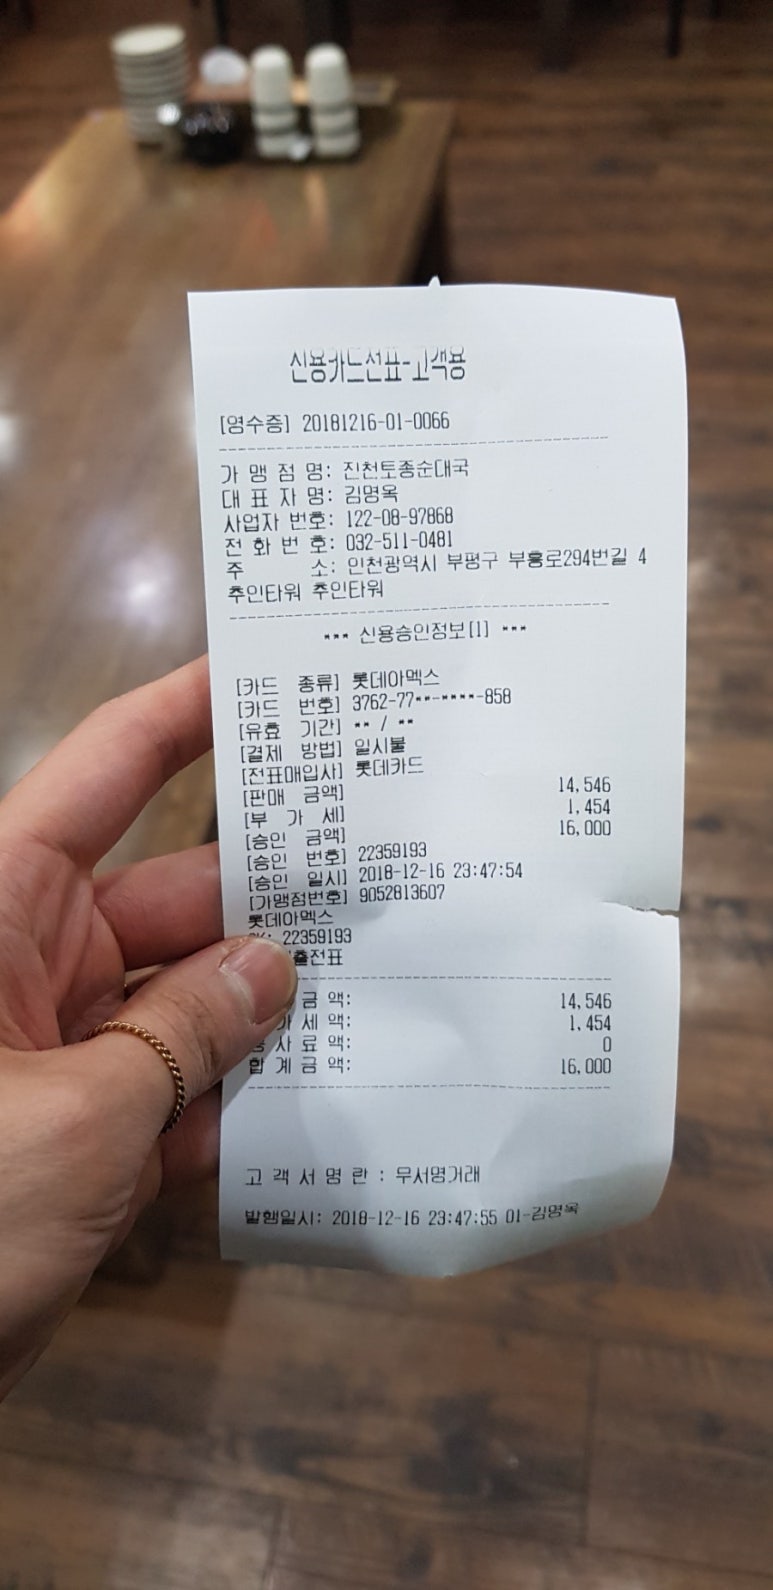 신용카드전표-고객용
[영수증] 20181216-01-0066
가 맹 점 명: 진천토종순대국
대 표 자 명: 김명옥
사업자 번호: 122-08-97868
전 화 번 호: 032-511-0481
주 소: 인천광역시 부평구 부흥로294번길 4
추인타워 추인타워
*** 신용승인정보[1] ***
[카드 종류] 롯데아멕스
[카드 번호] 3762-77**-****-858
[유효 기간] ** / **
[결제 방법] 일시불
[전표매입사] 롯데카드
[판매 금액] 14,546
[부 가 세] 1,454
[승인 금액] 16,000
[승인 번호] 22359193
[승인 일시] 2018-12-16 23:47:54
[가맹점번호] 9052813607
롯데아멕스
: 22359193
출전표
금 액: 14,546
가 세 액: 1,454
사 료 액: 0
합 계 금 액: 16,000
고 객 서 명 란 : 무서명거래
발행일시: 2018-12-16 23:47:55 01-김명옥